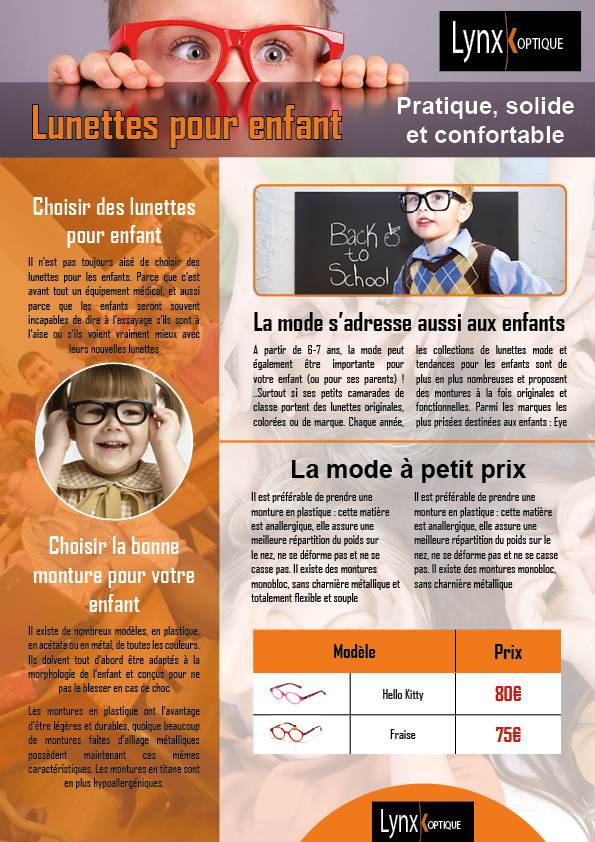 Lynx OPTIQUE
Lunettes pour enfant
Pratique, solide
et confortable
Choisir des lunettes
pour enfant
Il n'est pas toujours aisé de choisir des
lunettes pour les enfants. Parce que c'est
avant tout un équipement médical, et aussi
parce que les enfants seront souvent
incapables de dire à l'essayage s'ils sont à
l'aise ou s'ils voient vraiment mieux avec
leurs nouvelles lunettes
Choisir la bonne
monture pour votre
enfant
Il existe de nombreux modèles, en plastique,
en acétate ou en métal, de toutes les couleurs.
Ils doivent tout d'abord être adaptés à la
morphologie de l'enfant et conçus pour ne
pas le blesser en cas de choc
Les montures en plastique ont l'avantage
d'être légères et durables, quoique beaucoup
de montures faites d'alliage métalliques
possèdent maintenant ces mêmes
caractéristiques. Les montures en titane sont
en plus hypoallergéniques.
Back
to
School
La mode s'adresse aussi aux enfants
A partir de 6-7 ans, la mode peut
également être importante pour
votre enfant (ou pour ses parents) !
...Surtout si ses petits camarades de
classe portent des lunettes originales,
colorées ou de marque. Chaque année,
les collections de lunettes mode et
tendances pour les enfants sont de
plus en plus nombreuses et proposent
des montures à la fois originales et
fonctionnelles. Parmi les marques les
plus prisées destinées aux enfants : Eye
La mode à petit prix
Il est préférable de prendre une
monture en plastique : cette matière
est anallergique, elle assure une
meilleure répartition du poids sur
le nez, ne se déforme pas et ne se
casse pas. Il existe des montures
monobloc, sans charnière métallique et
totalement flexible et souple
Il est préférable de prendre une
monture en plastique : cette matière
est anallergique, elle assure une
meilleure répartition du poids sur le
nez, ne se déforme pas et ne se casse
pas. Il existe des montures monobloc,
sans charnière métallique
Modèle Prix
Hello Kitty 80€
Fraise 75€
Lynx OPTIQUE